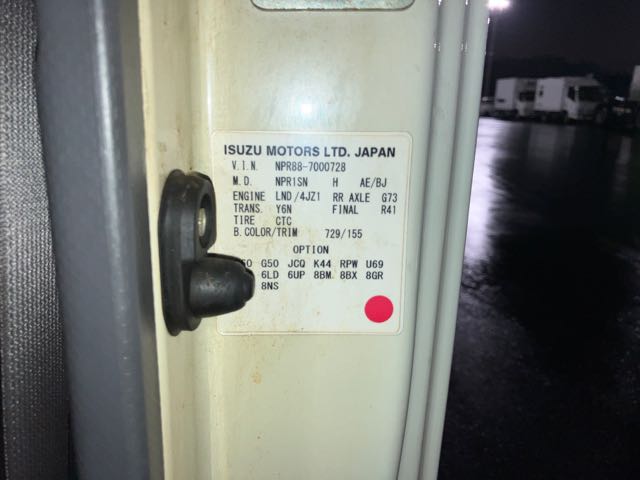 ISUZU MOTORS LTD. JAPAN
V.I.N. NPR88-7000728
M.D. NPR1SN H AE/BJ
ENGINE LND/4JZ1 RR AXLE G73
TRANS. Y6N FINAL R41
TIRE CTC
B.COLOR/TRIM 729/155
OPTION
G50 JCQ K44 RPW U69
6LD 6UP 8BM 8BX 8GR
8NS